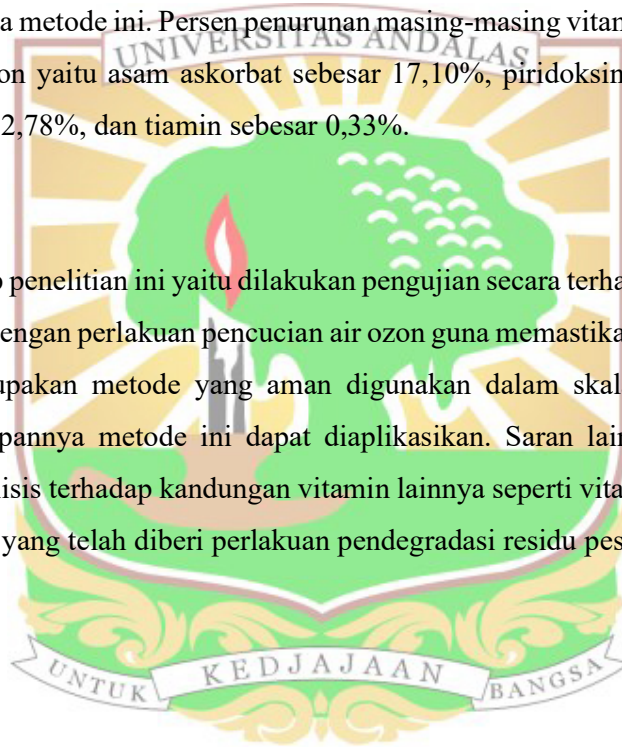 a metode ini. Persen penurunan masing-masing vitam
UNIVERSITAS ANDALAS
on yaitu asam askorbat sebesar 17,10%, piridoksin
2,78%, dan tiamin sebesar 0,33%.
penelitian ini yaitu dilakukan pengujian secara terha
engan perlakuan pencucian air ozon guna memastika
upakan metode yang aman digunakan dalam skal
pannya metode ini dapat diaplikasikan. Saran lain
lisis terhadap kandungan vitamin lainnya seperti vita
yang telah diberi perlakuan pendegradasi residu pes
UNTUK KEDJAJAAN BANGSA